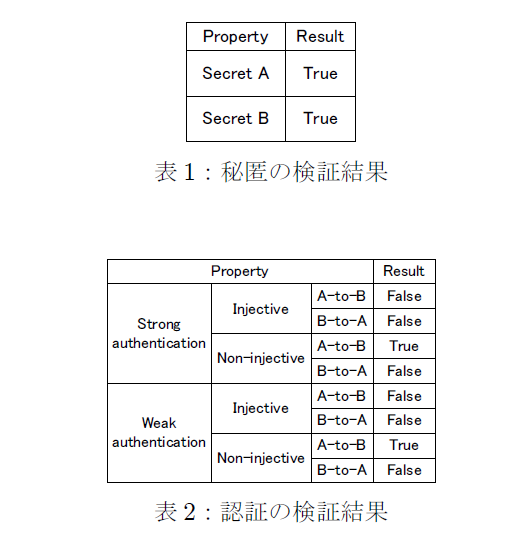 Property Result
Secret A True
Secret B True
表 1 : 秘匿の検証結果
Property Result
Strong authentication Injective A-to-B False
B-to-A False
Non-injective A-to-B True
B-to-A False
Weak authentication Injective A-to-B False
B-to-A False
Non-injective A-to-B True
B-to-A False
表 2 : 認証の検証結果